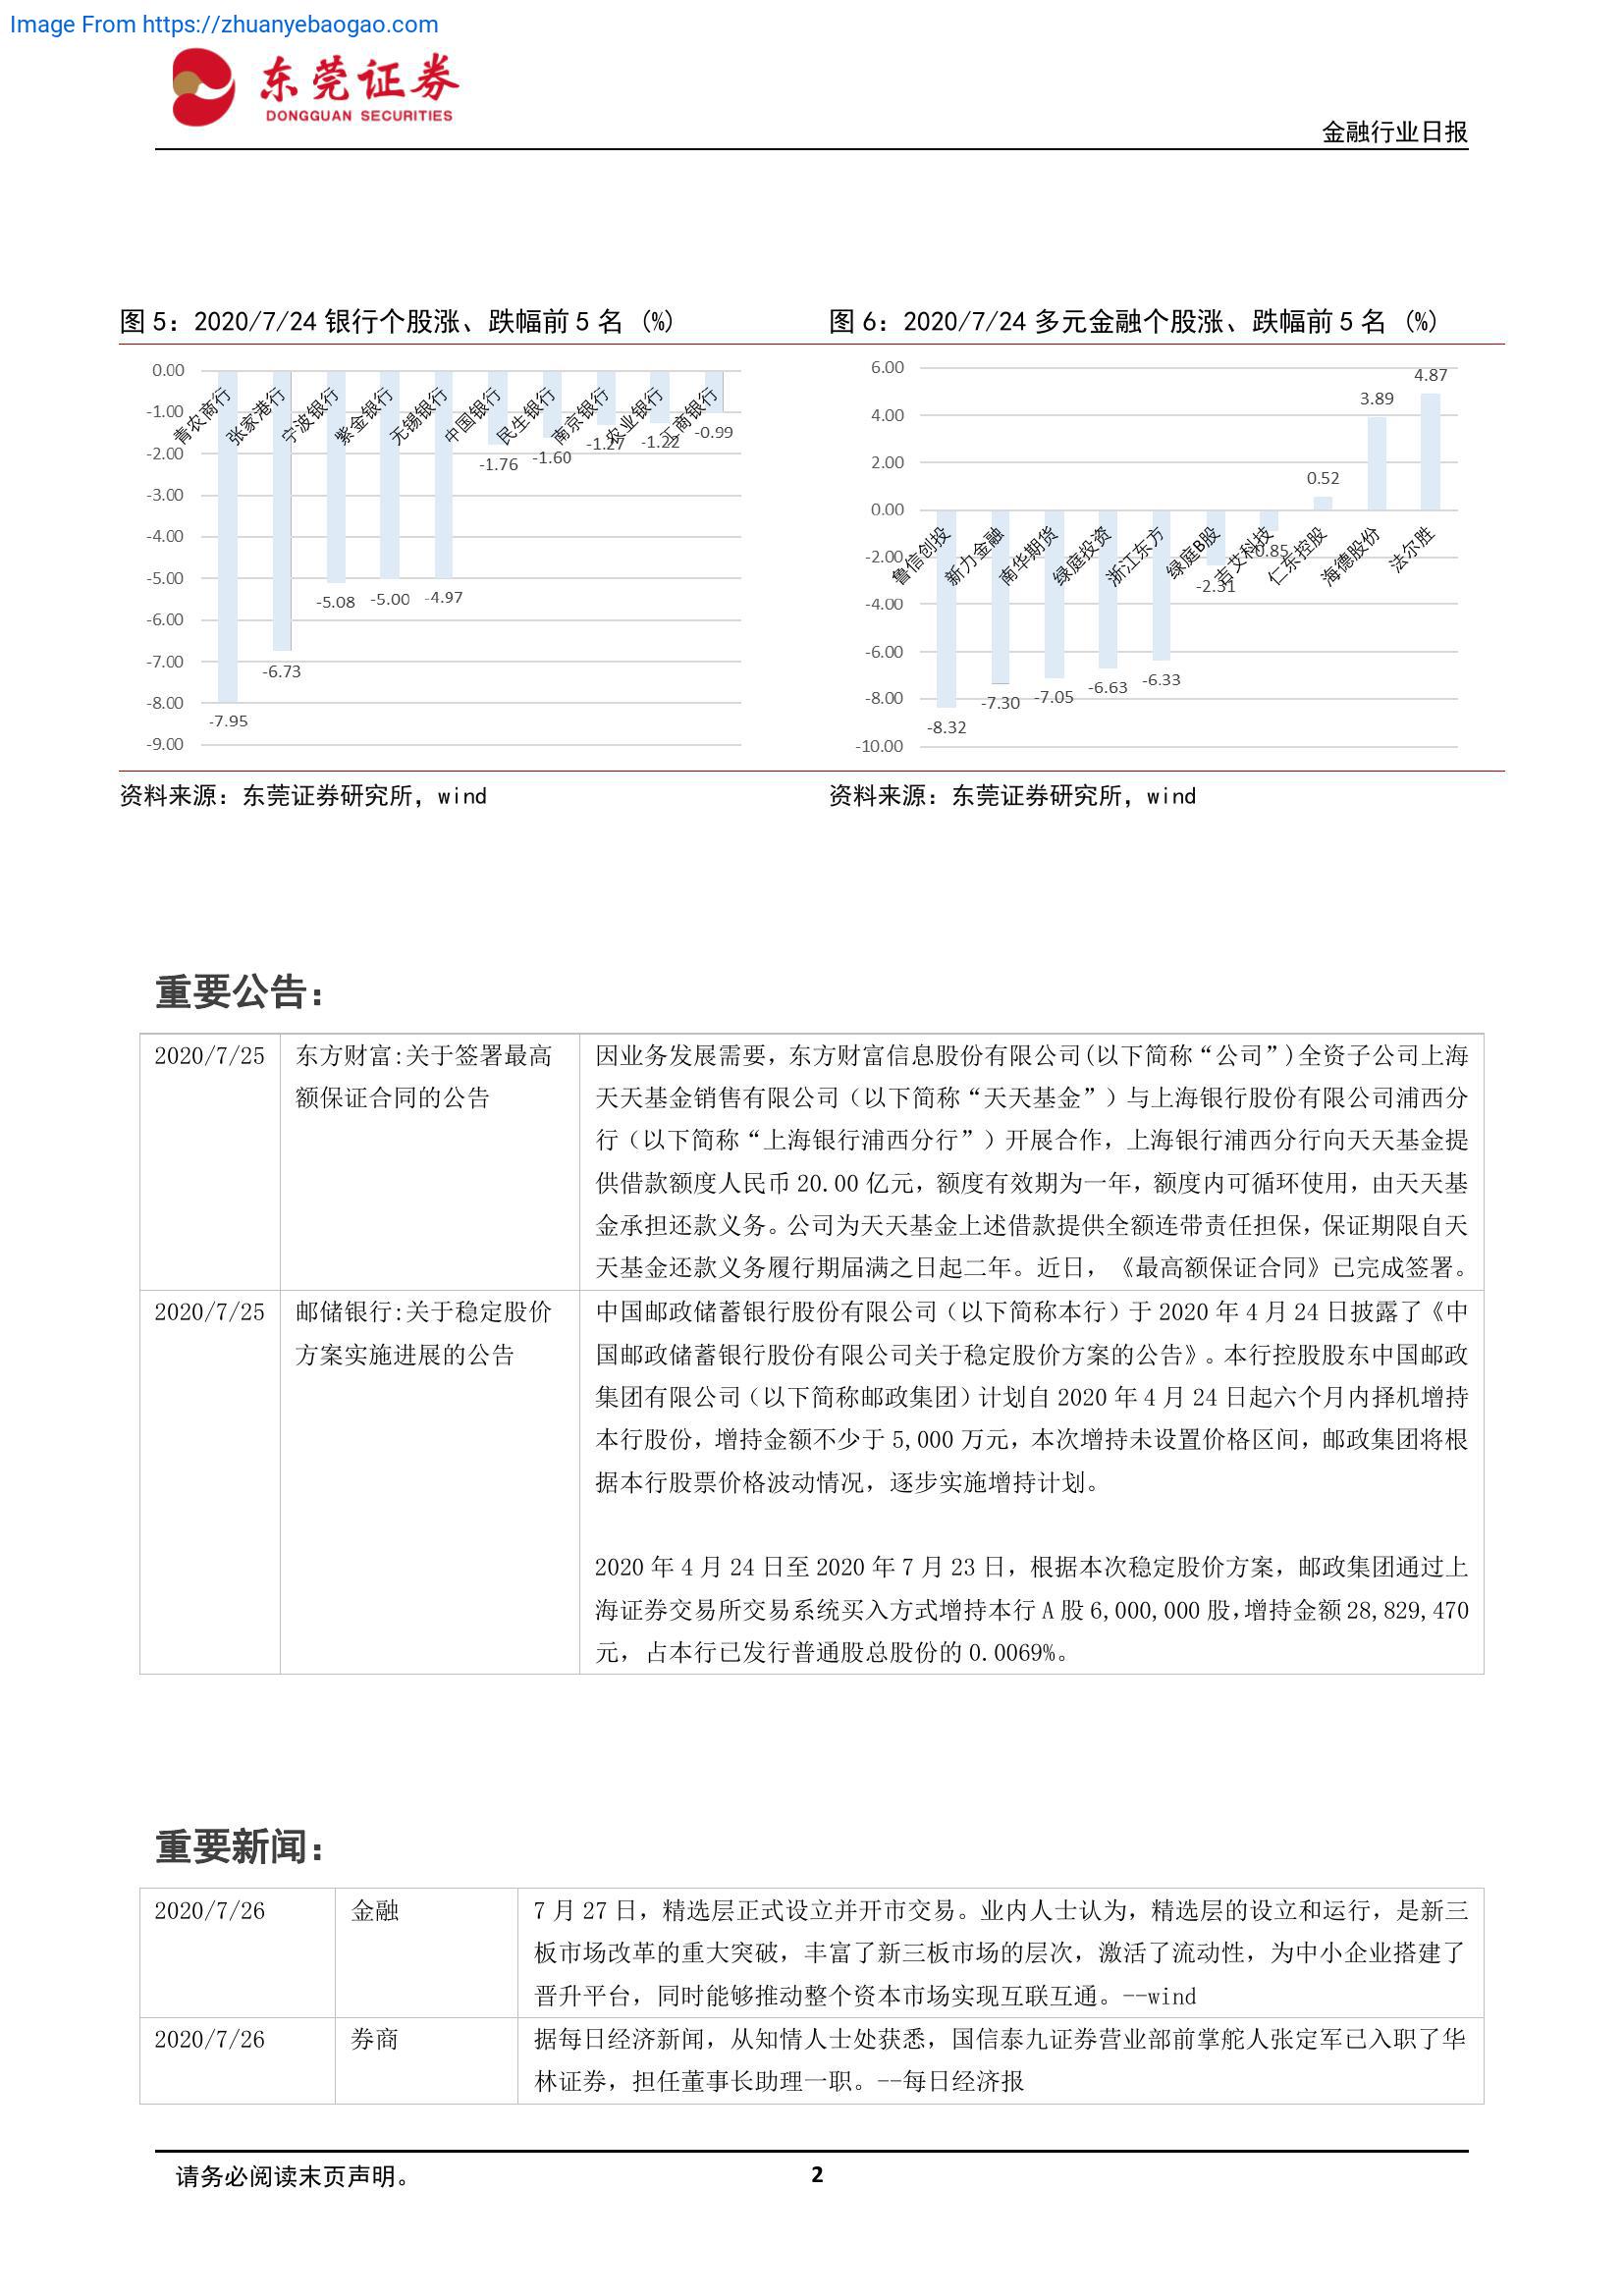 Image From https://zhuanyebaogao.com
东莞证券
DONGGUAN SECURITIES
金融行业日报
图 5：2020/7/24 银行个股涨、跌幅前 5 名 (%)
0.00
-1.00
-2.00
-3.00
-4.00
-5.00
-6.00
-7.00
-8.00
-9.00
青农商行
张家港行
宁波银行
紫金银行
无锡银行
中国银行
民生银行
南京银行
农业银行
工商银行
-7.95
-6.73
-5.08
-5.00
-4.97
-1.76
-1.60
-1.27
-1.22
-0.99
资料来源：东莞证券研究所，wind
图 6：2020/7/24 多元金融个股涨、跌幅前 5 名 (%)
6.00
4.00
2.00
0.00
-2.00
-4.00
-6.00
-8.00
-10.00
鲁信创投
新力金融
南华期货
绿庭投资
浙江东方
绿庭B股
吉艾科技
仁东控股
海德股份
法尔胜
-8.32
-7.30
-7.05
-6.63
-6.33
-2.31
-0.85
0.52
3.89
4.87
资料来源：东莞证券研究所，wind
重要公告：
2020/7/25
东方财富:关于签署最高
额保证合同的公告
因业务发展需要，东方财富信息股份有限公司(以下简称“公司”)全资子公司上海
天天基金销售有限公司（以下简称“天天基金”）与上海银行股份有限公司浦西分
行（以下简称“上海银行浦西分行”）开展合作，上海银行浦西分行向天天基金提
供借款额度人民币 20.00 亿元，额度有效期为一年，额度内可循环使用，由天天基
金承担还款义务。公司为天天基金上述借款提供全额连带责任担保，保证期限自天
天基金还款义务履行期届满之日起二年。近日，《最高额保证合同》已完成签署。
2020/7/25
邮储银行:关于稳定股价
方案实施进展的公告
中国邮政储蓄银行股份有限公司（以下简称本行）于 2020 年 4 月 24 日披露了《中
国邮政储蓄银行股份有限公司关于稳定股价方案的公告》。本行控股股东中国邮政
集团有限公司（以下简称邮政集团）计划自 2020 年 4 月 24 日起六个月内择机增持
本行股份，增持金额不少于 5,000 万元，本次增持未设置价格区间，邮政集团将根
据本行股票价格波动情况，逐步实施增持计划。
2020 年 4 月 24 日至 2020 年 7 月 23 日，根据本次稳定股价方案，邮政集团通过上
海证券交易所交易系统买入方式增持本行 A 股 6,000,000 股，增持金额 28,829,470
元，占本行已发行普通股总股份的 0.0069%。
重要新闻：
2020/7/26
金融
7 月 27 日，精选层正式设立并开市交易。业内人士认为，精选层的设立和运行，是新三
板市场改革的重大突破，丰富了新三板市场的层次，激活了流动性，为中小企业搭建了
晋升平台，同时能够推动整个资本市场实现互联互通。--wind
2020/7/26
券商
据每日经济新闻，从知情人士处获悉，国信泰九证券营业部前掌舵人张定军已入职了华
林证券，担任董事长助理一职。--每日经济报
请务必阅读末页声明。
2